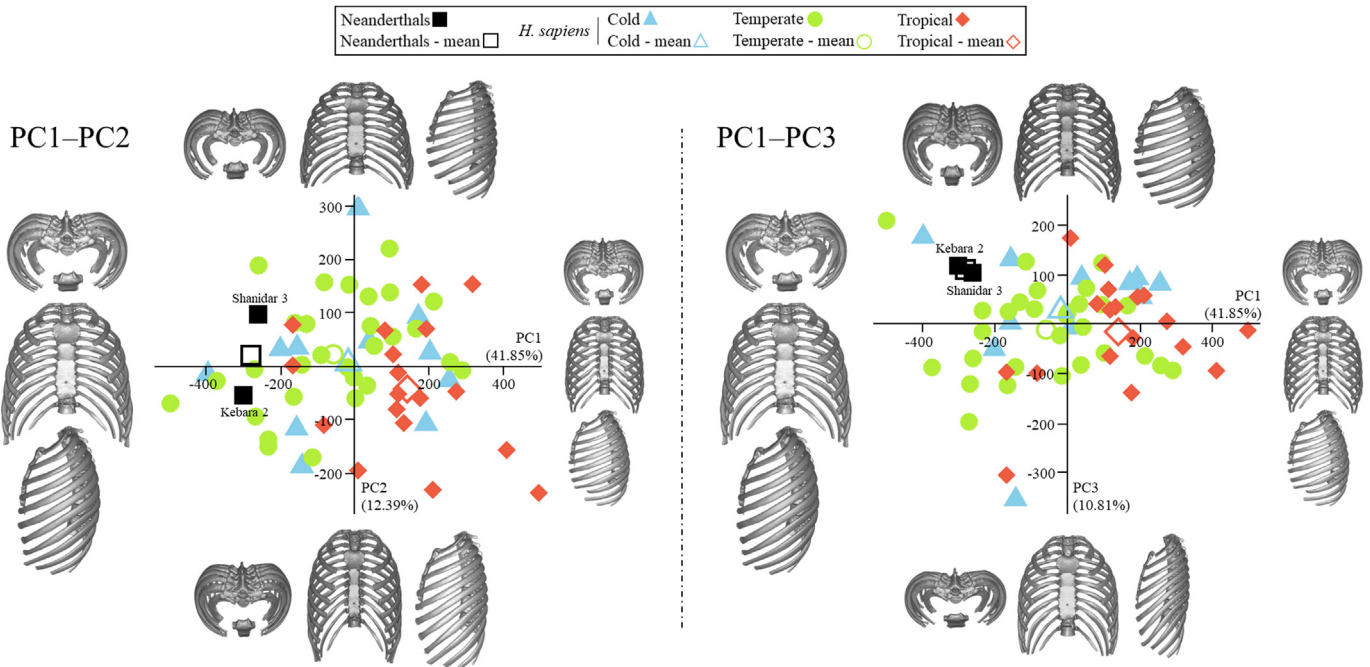 Neanderthals
Neanderthals - mean
H. sapiens
Cold
Cold - mean
Temperate
Temperate - mean
Tropical
Tropical - mean
PC1–PC2
300
200
100
-100
-200
-400
-200
200
400
Shanidar 3
Kebara 2
PC1
(41.85%)
PC2
(12.39%)
PC1–PC3
200
100
-100
-200
-300
-400
-200
200
400
Kebara 2
Shanidar 3
PC1
(41.85%)
PC3
(10.81%)